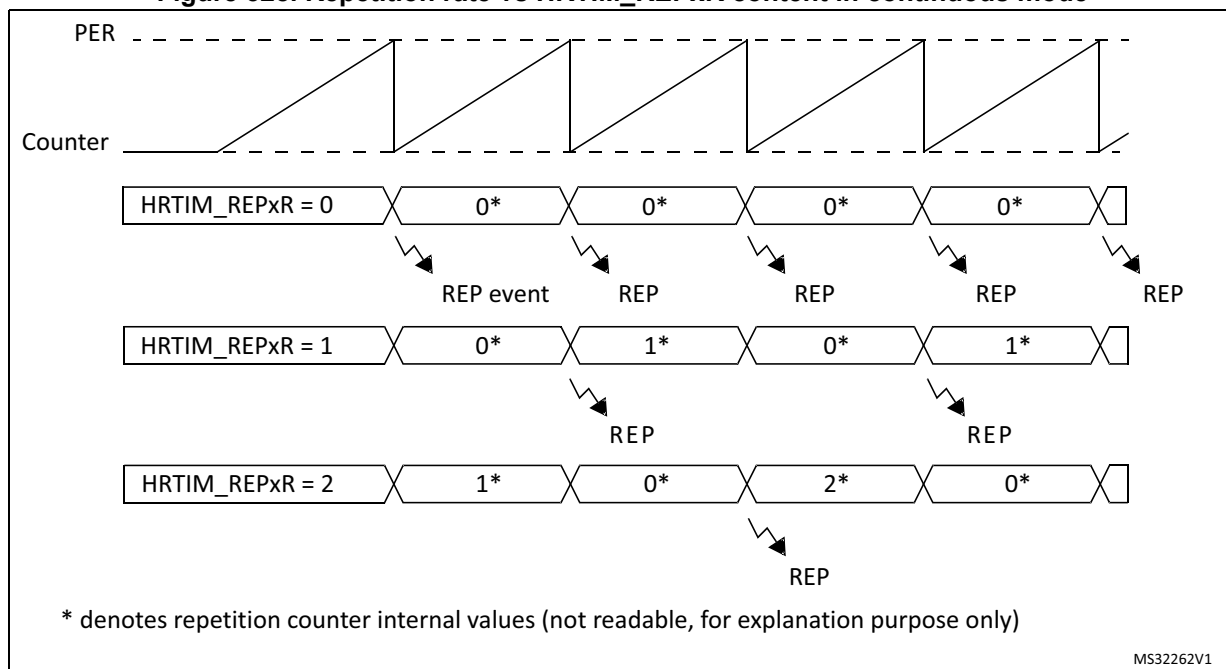 PER
Counter
HRTIM_REPxR = 0 0* 0* 0* 0*
REP event REP REP REP REP
HRTIM_REPxR = 1 0* 1* 0* 1*
REP REP
HRTIM_REPxR = 2 1* 0* 2* 0*
REP
* denotes repetition counter internal values (not readable, for explanation purpose only)
MS32262V1